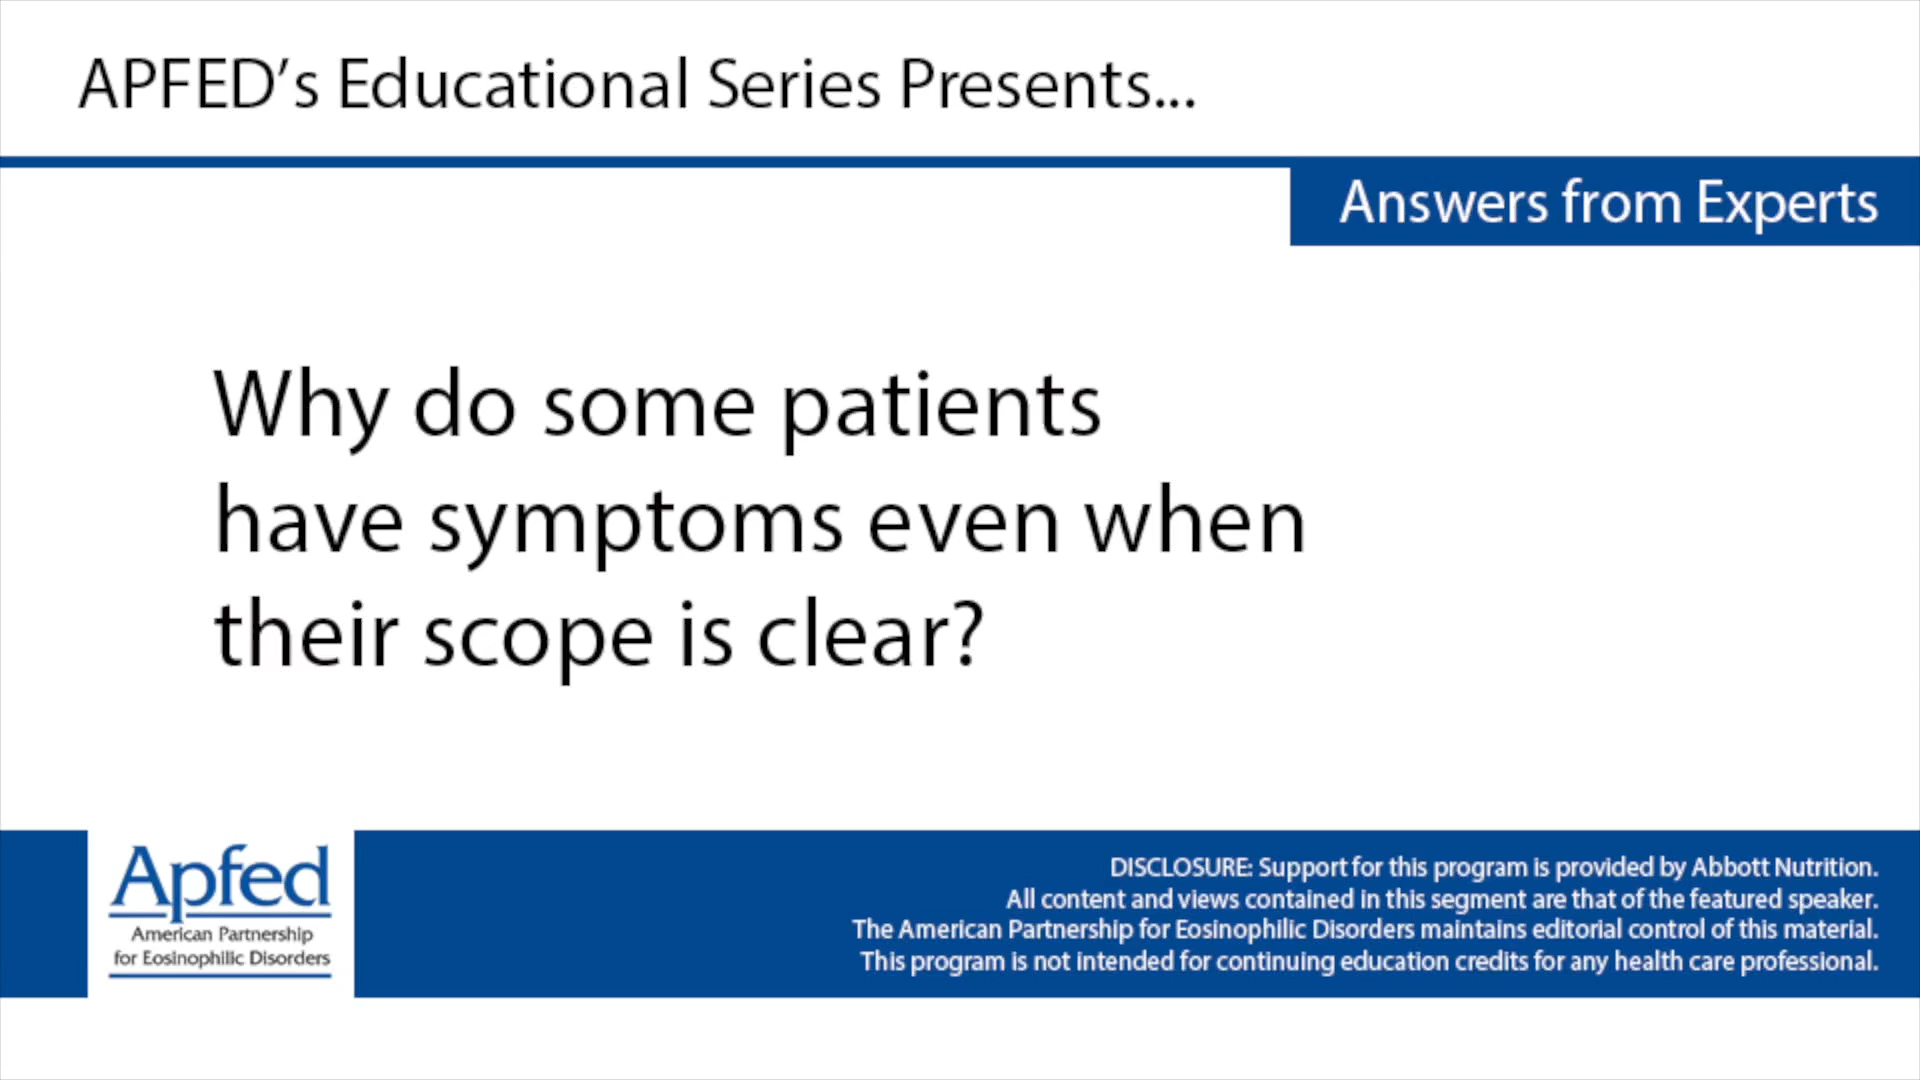 APFED’s Educational Series Presents...
Answers from Experts
Why do some patients
have symptoms even when
their scope is clear?
Apfed
American Partnership
for Eosinophilic Disorders
DISCLOSURE: Support for this program is provided by Abbott Nutrition.
All content and views contained in this segment are that of the featured speaker.
The American Partnership for Eosinophilic Disorders maintains editorial control of this material.
This program is not intended for continuing education credits for any health care professional.